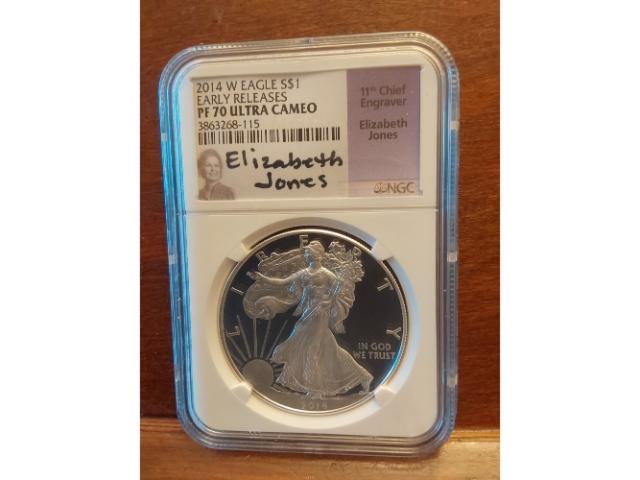 2014 W EAGLE S$1
EARLY RELEASES
PF 70 ULTRA CAMEO
3863268-115
11th Chief
Engraver
Elizabeth
Jones
Elizabeth
Jones
NGC
LIBERTY
IN GOD
WE TRUST
2014